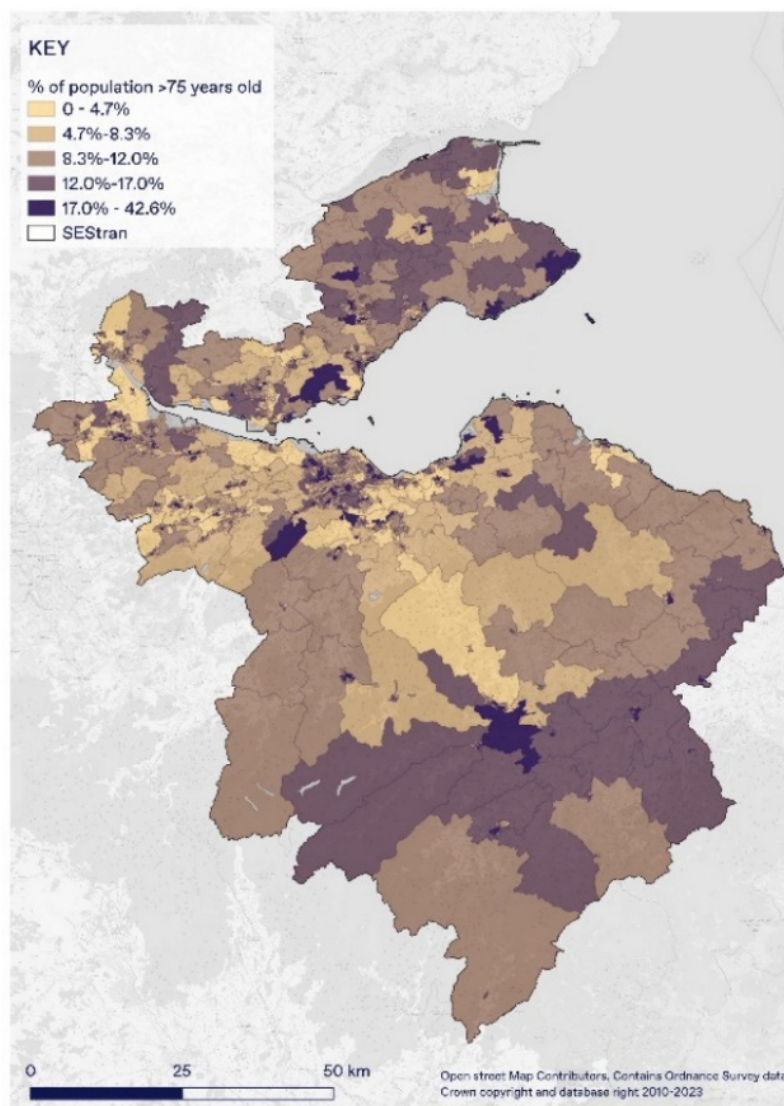 KEY
% of population >75 years old
0 - 4.7%
4.7%-8.3%
8.3%-12.0%
12.0%-17.0%
17.0% - 42.6%
SEStran
0 25 50 km
Open street Map Contributors. Contains Ordnance Survey data
Crown copyright and database right 2010-2023